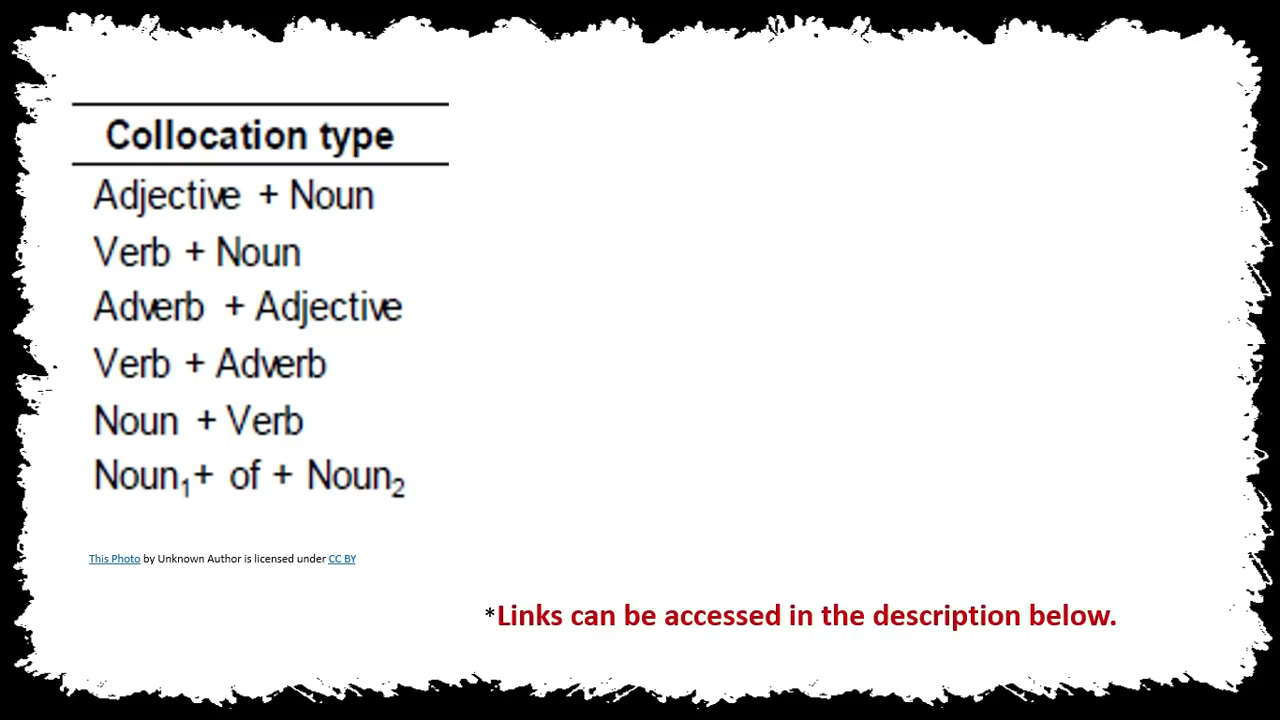 Collocation type
Adjective + Noun
Verb + Noun
Adverb + Adjective
Verb + Adverb
Noun + Verb
Noun₁+ of + Noun₂
This Photo by Unknown Author is licensed under CC BY
*Links can be accessed in the description below.